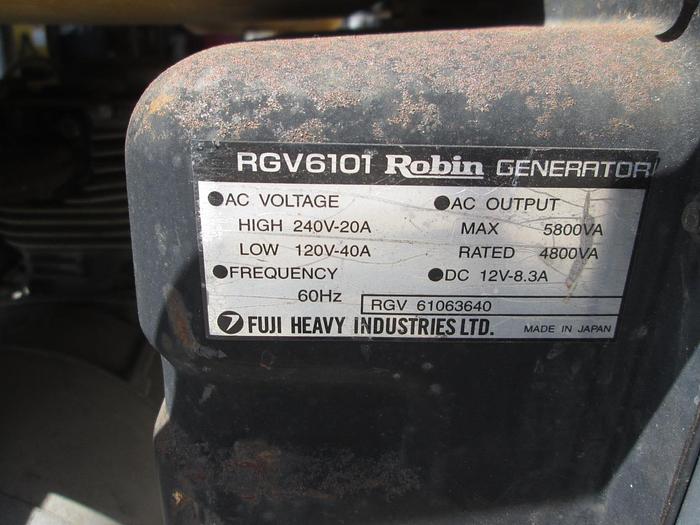 RGV6101 Robin GENERATOR
●AC VOLTAGE ●AC OUTPUT
HIGH 240V-20A MAX 5800VA
LOW 120V-40A RATED 4800VA
●FREQUENCY ●DC 12V-8.3A
60Hz RGV 61063640
FUJI HEAVY INDUSTRIES LTD. MADE IN JAPAN